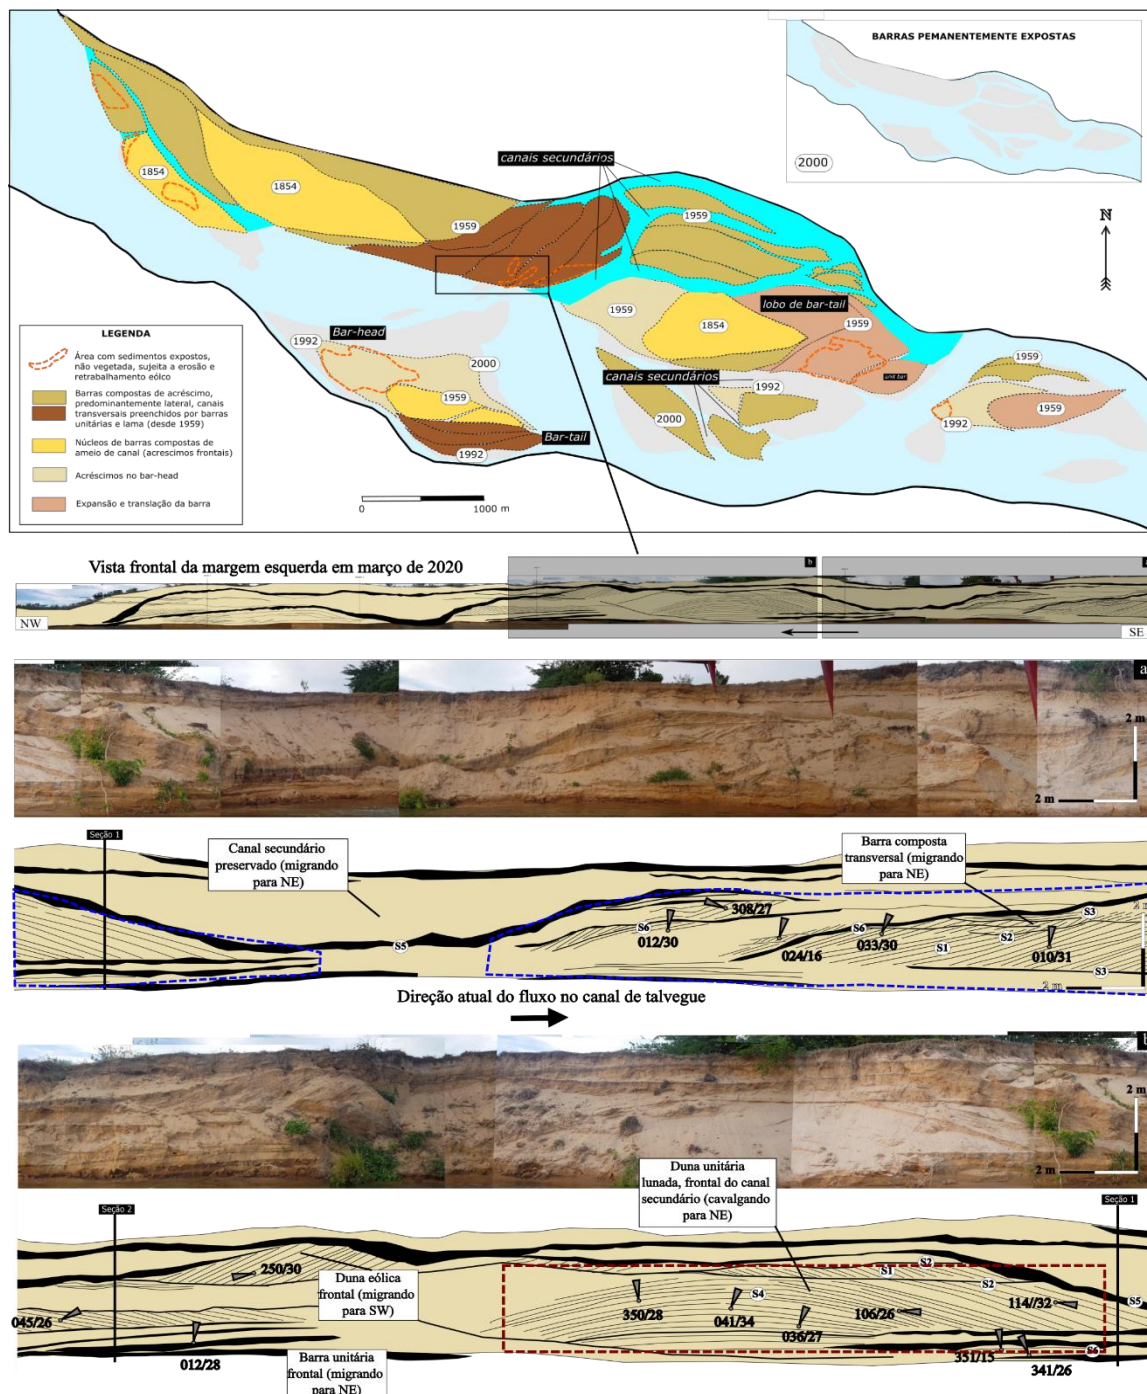 BARRAS PEMANENTEMENTE EXPOSTAS
2000
N
canais secundários
1854
1854
1959
1959
1959
1854
lobo de bar-tail
1959
1959
Bar-head
1992
2000
1959
canais secundários
1992
2000
unit bar
1992
1959
Bar-tail
1992
0
1000 m
LEGENDA
Área com sedimentos expostos,
não vegetada, sujeita a erosão e
retrabalhamento eólco
Barras compostas de acréscimo,
predominantemente lateral, canais
transversais preenchidos por barras
unitárias e lama (desde 1959)
Núcleos de barras compostas de
ameio de canal (acrescimos frontais)
Acréscimos no bar-head
Expansão e translação da barra
Vista frontal da margem esquerda em março de 2020
b
NW
SE
a
2 m
2 m
Seção 1
Canal secundário
preservado (migrando
para NE)
Barra composta
transversal (migrando
para NE)
308/27
S6
012/30
024/16
S6
033/30
S1
S2
S3
010/31
S3
S5
2 m
2 m
Direção atual do fluxo no canal de talvegue
b
2 m
2 m
Seção 2
Duna unitária
lunada, frontal do canal
secundário (cavalgando
para NE)
Seção 1
250/30
Duna eólica
frontal (migrando
para SW)
045/26
012/28
Barra unitária
frontal (migrando
para NE)
350/28
S4
041/34
036/27
106/26
S1
S2
S2
114//32
S5
351/15
341/26
S6